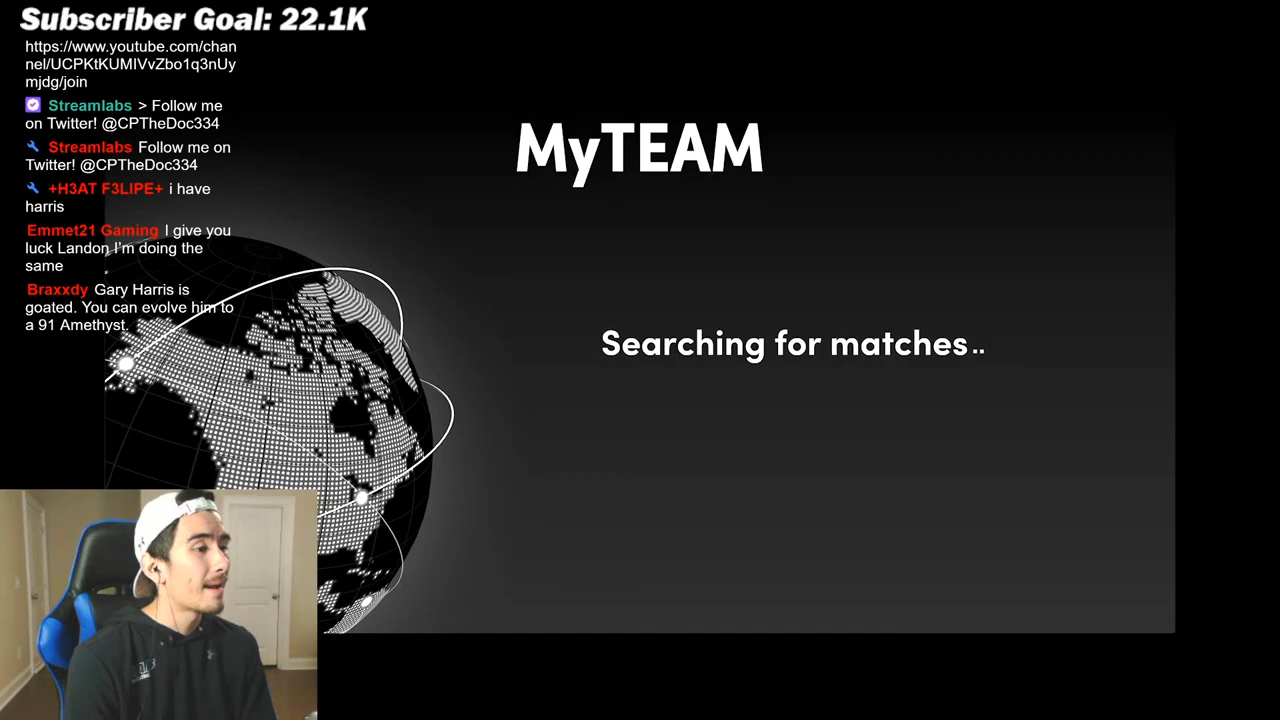 Subscriber Goal: 22.1K
https://www.youtube.com/chan
nel/UCPKtKUMlVvZbo1q3nUy
mjdg/join
Streamlabs > Follow me
on Twitter! @CPTheDoc334
Streamlabs Follow me on
Twitter! @CPTheDoc334
+H3AT F3LIPE+ i have
harris
Emmet21 Gaming I give you
luck Landon I'm doing the
same
Braxxdy Gary Harris is
goated. You can evolve him to
a 91 Amethyst.
MyTEAM
Searching for matches..